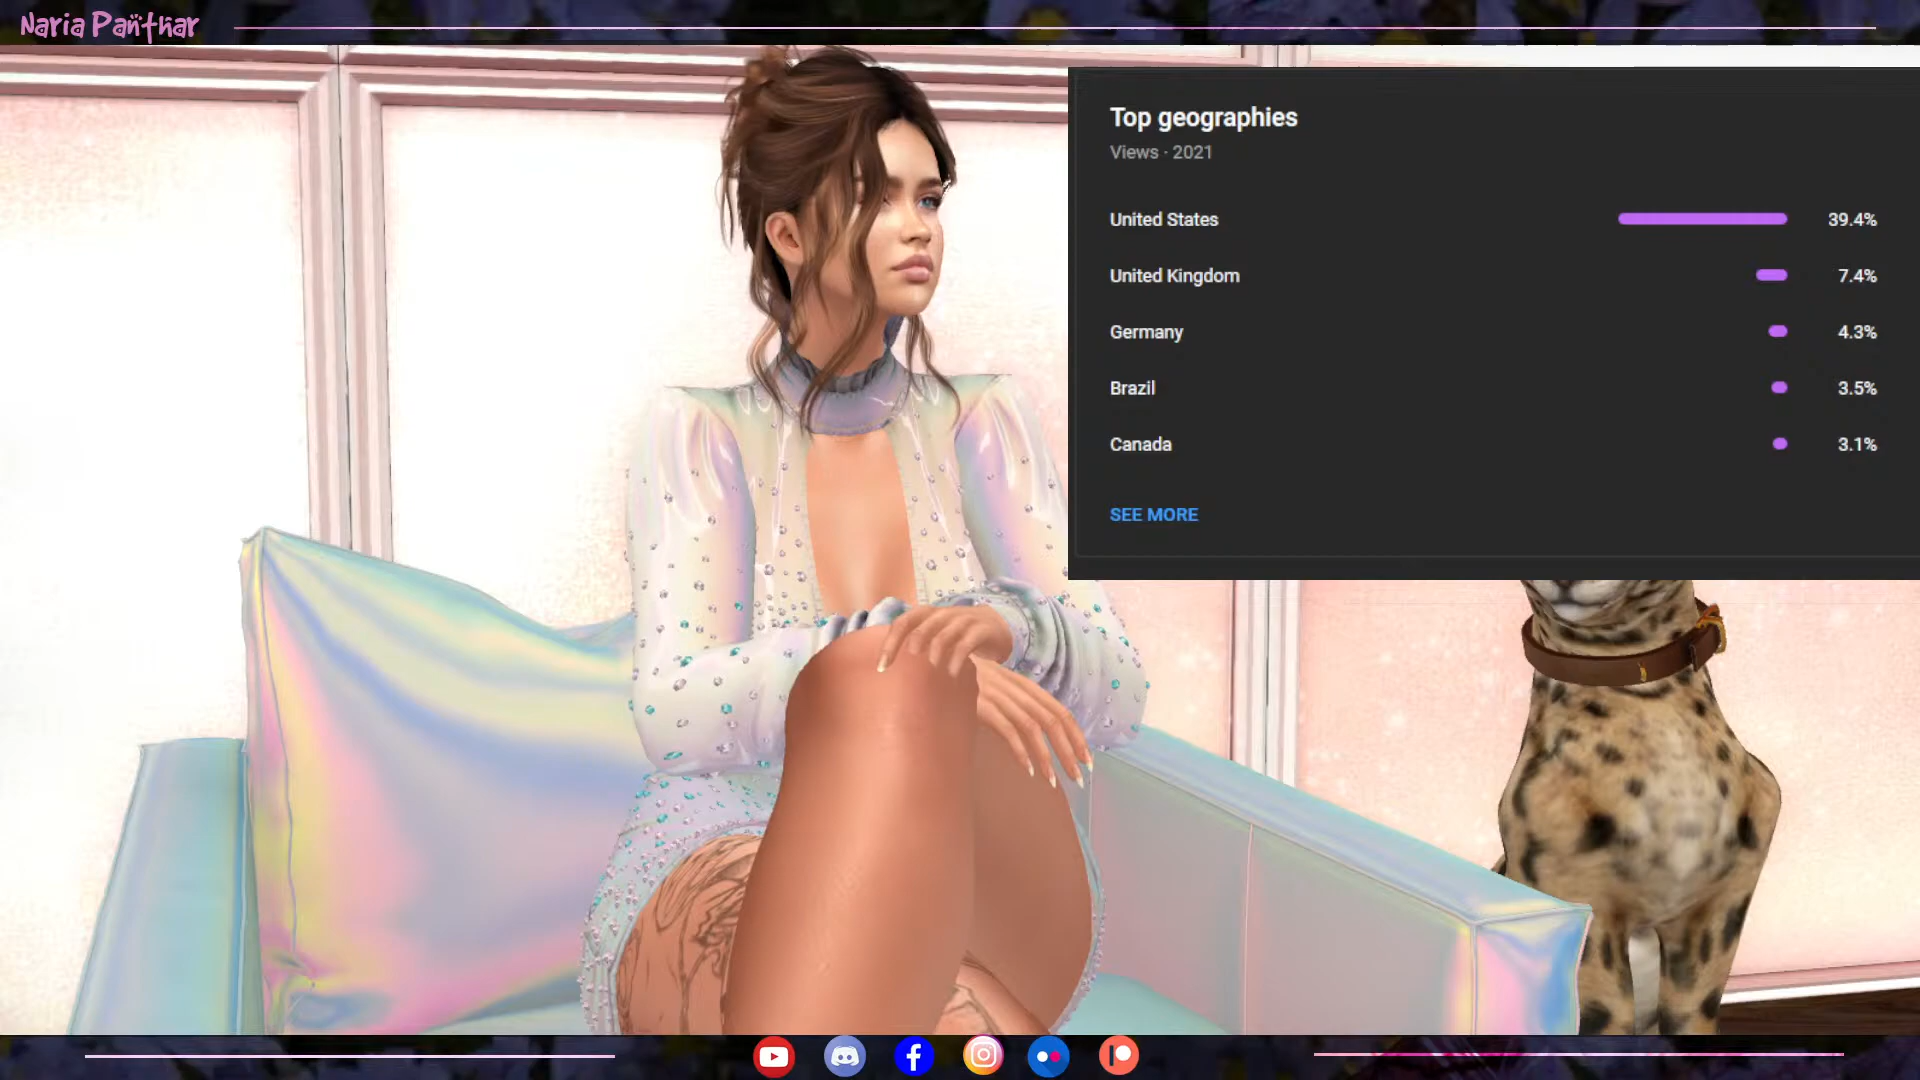 Naria Panthar
Top geographies
Views · 2021
United States 39.4%
United Kingdom 7.4%
Germany 4.3%
Brazil 3.5%
Canada 3.1%
SEE MORE